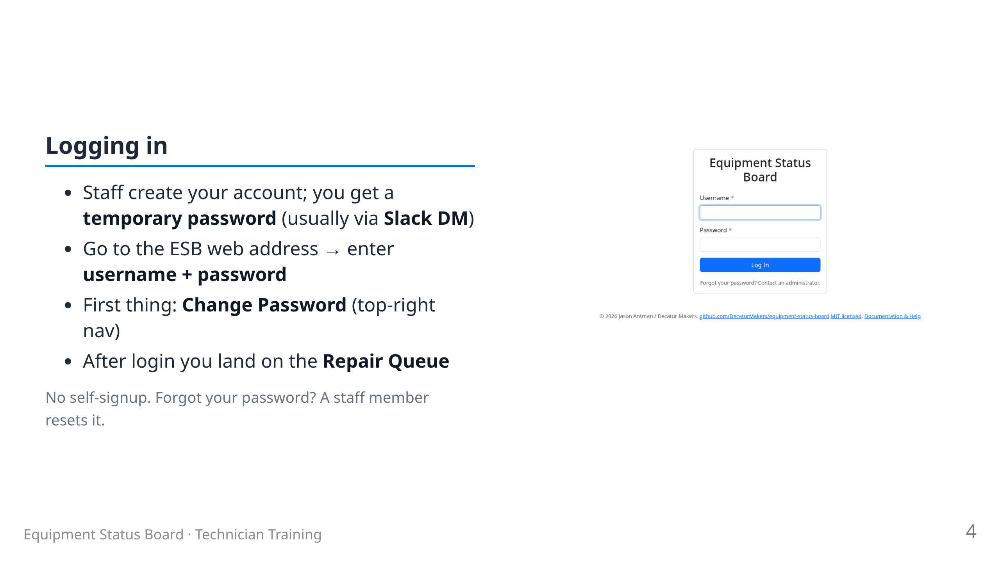 Logging in
• Staff create your account; you get a
temporary password (usually via Slack DM)
• Go to the ESB web address → enter
username + password
• First thing: Change Password (top-right
nav)
• After login you land on the Repair Queue
No self-signup. Forgot your password? A staff member
resets it.
Equipment Status
Board
Username *
Password *
Log In
Forgot your password? Contact an administrator.
© 2026 Jason Antman / Decatur Makers. github.com/DecaturMakers/equipment-status-board MIT licensed. Documentation & Help
Equipment Status Board · Technician Training
4